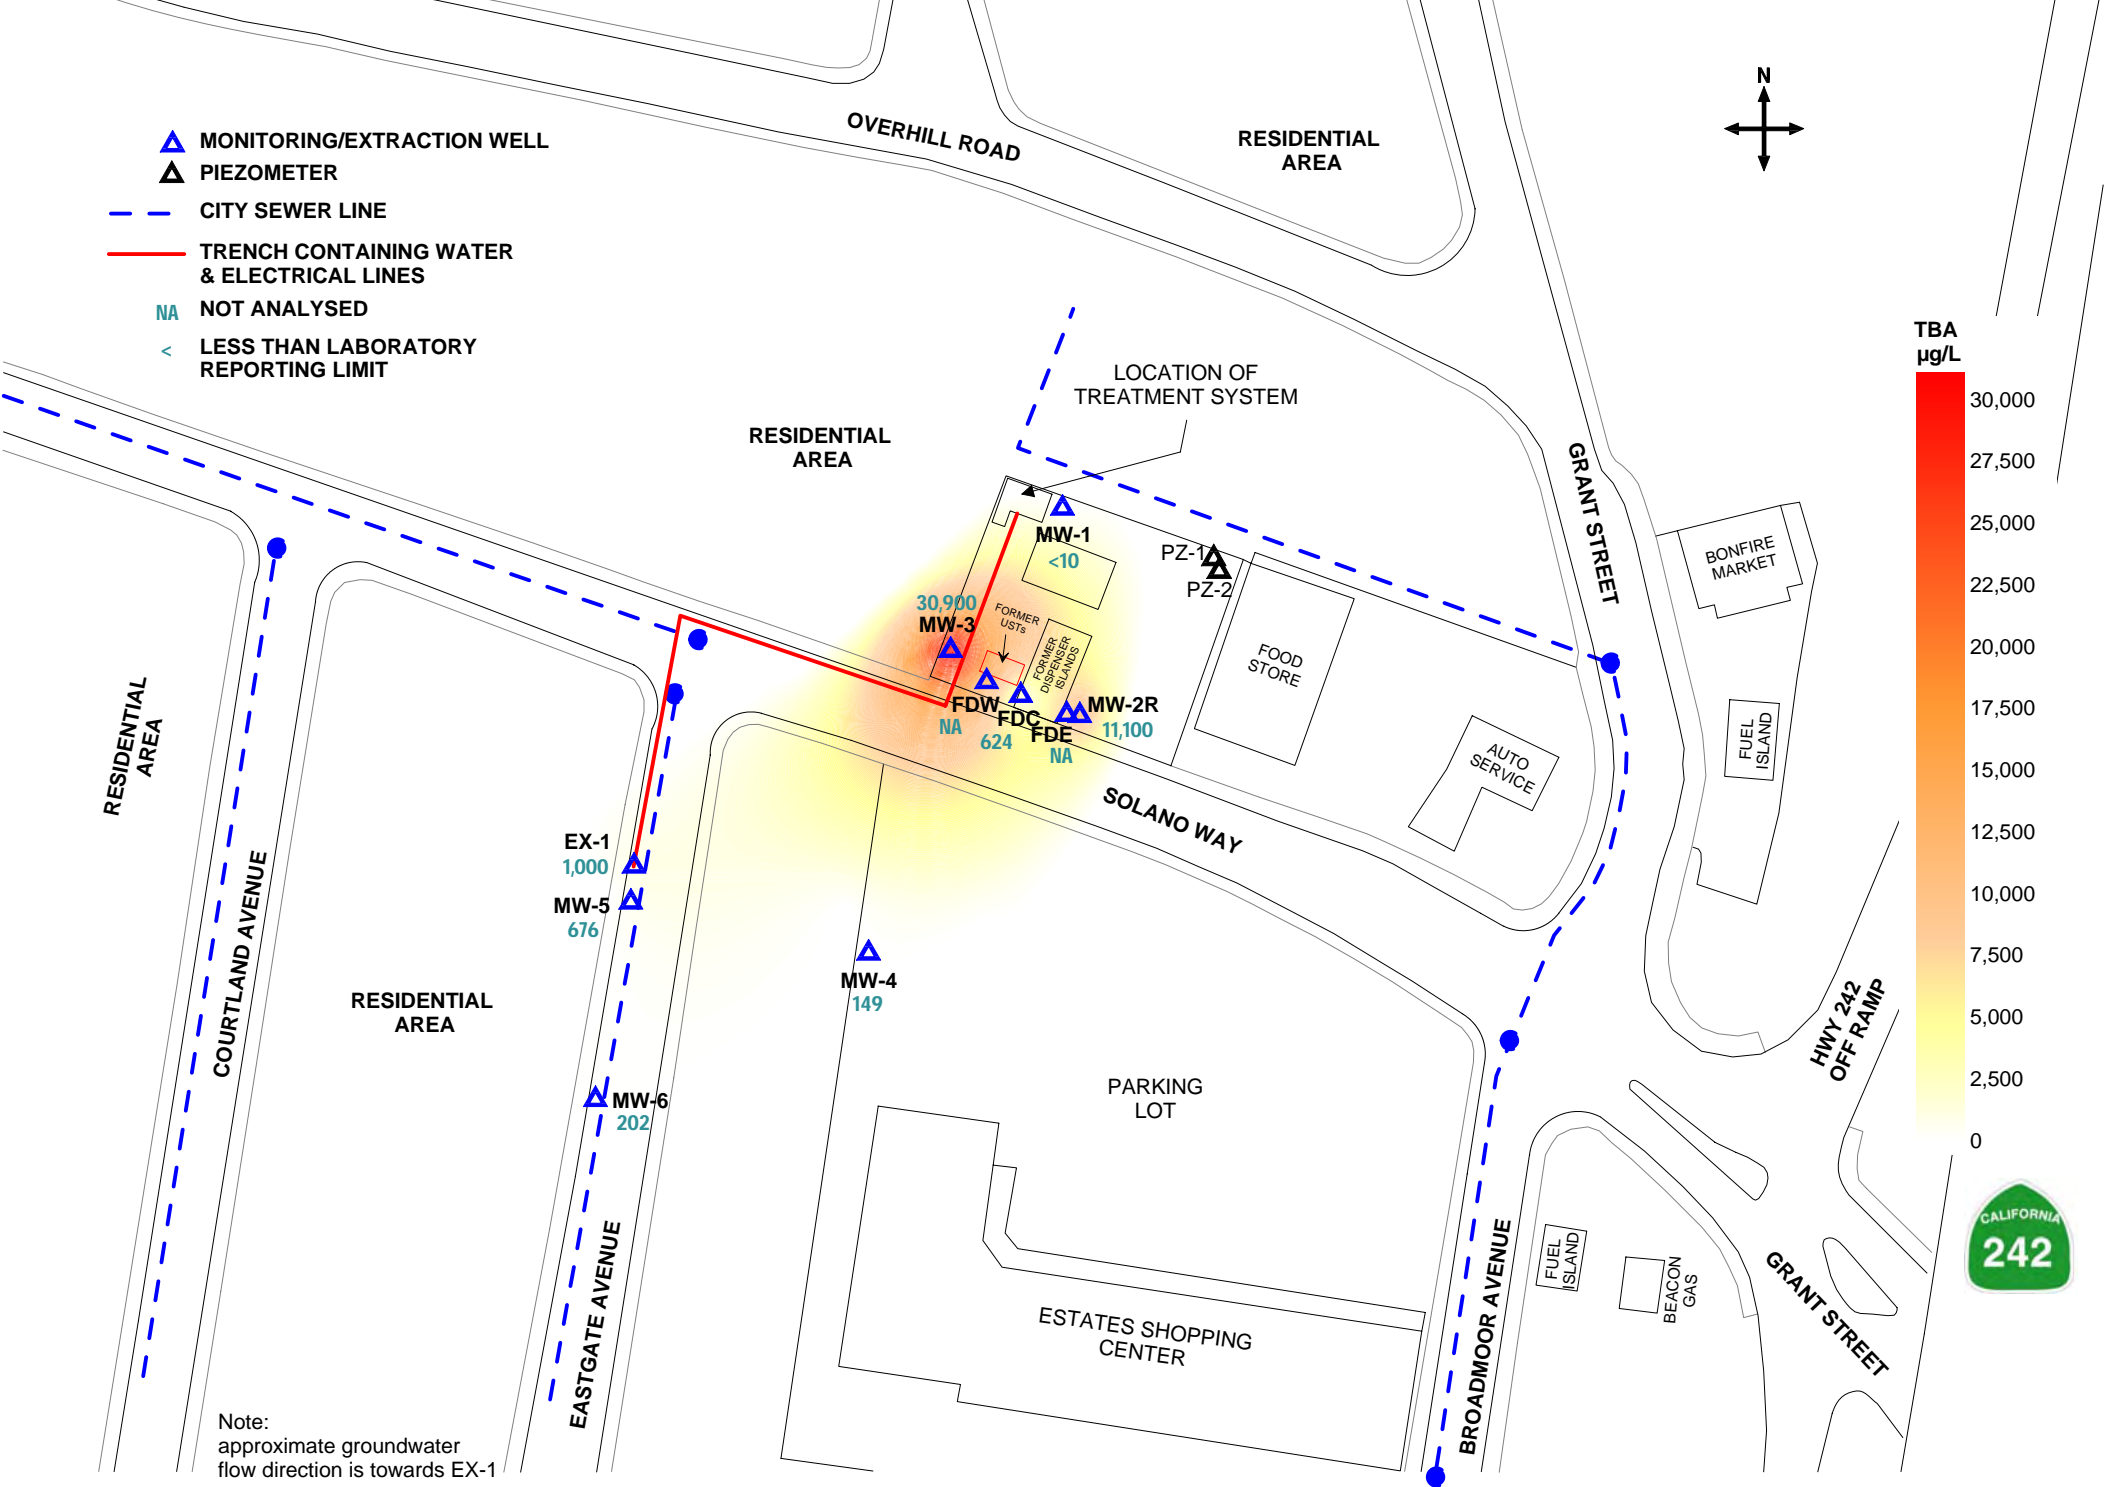 N
OVERHILL ROAD
RESIDENTIAL
AREA
MONITORING/EXTRACTION WELL
PIEZOMETER
CITY SEWER LINE
TRENCH CONTAINING WATER
& ELECTRICAL LINES
NA NOT ANALYSED
< LESS THAN LABORATORY
REPORTING LIMIT
TBA
µg/L
30,000
27,500
25,000
22,500
20,000
17,500
15,000
12,500
10,000
7,500
5,000
2,500
0
LOCATION OF
TREATMENT SYSTEM
RESIDENTIAL
AREA
GRANT STREET
BONFIRE
MARKET
MW-1
<10
PZ-1
PZ-2
30,900
MW-3
FORMER
USTs
FORMER
DISPENSER
ISLANDS
FOOD
STORE
FDW
NA
FDC
624
FDE
NA
MW-2R
11,100
FUEL
ISLAND
AUTO
SERVICE
RESIDENTIAL
AREA
SOLANO WAY
EX-1
1,000
MW-5
676
MW-4
149
COURTLAND AVENUE
RESIDENTIAL
AREA
HWY 242
OFF RAMP
PARKING
LOT
MW-6
202
CALIFORNIA
242
EASTGATE AVENUE
ESTATES SHOPPING
CENTER
BROADMOOR AVENUE
FUEL
ISLAND
BEACON
GAS
GRANT STREET
Note:
approximate groundwater
flow direction is towards EX-1